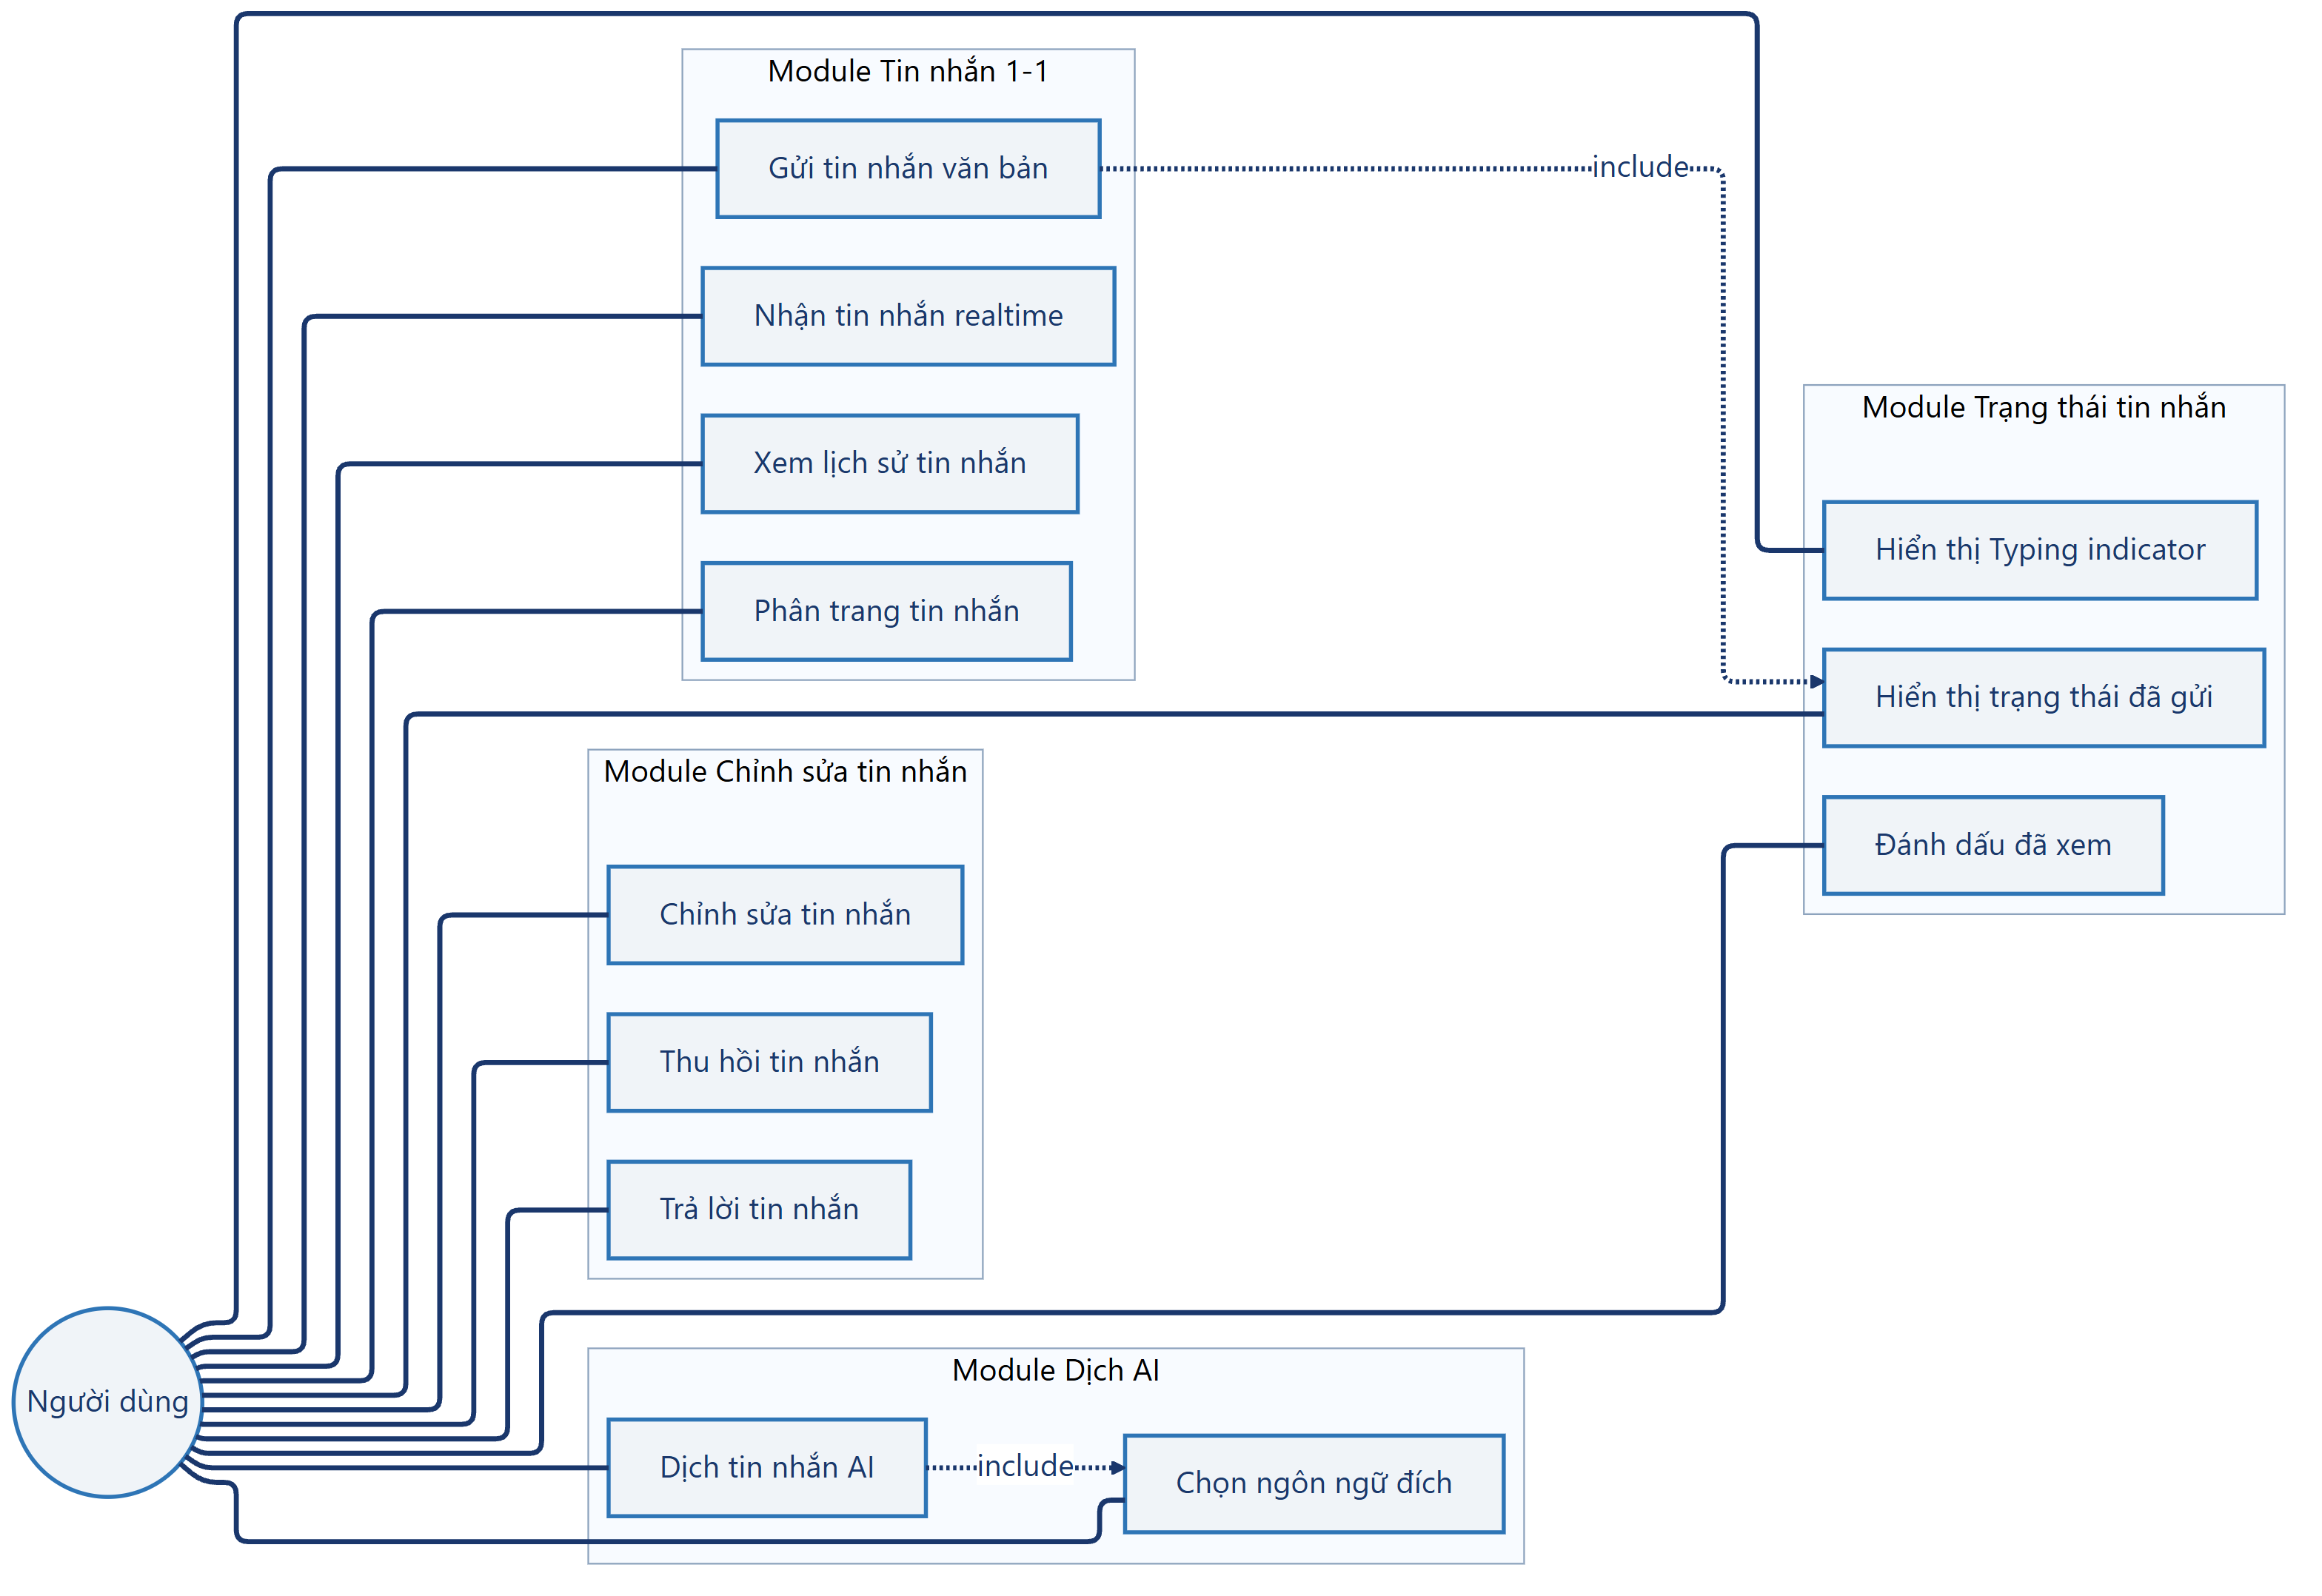 Module Tin nhắn 1-1
Gửi tin nhắn văn bản
include
Nhận tin nhắn realtime
Xem lịch sử tin nhắn
Phân trang tin nhắn
Module Trạng thái tin nhắn
Hiển thị Typing indicator
Hiển thị trạng thái đã gửi
Đánh dấu đã xem
Module Chỉnh sửa tin nhắn
Chỉnh sửa tin nhắn
Thu hồi tin nhắn
Trả lời tin nhắn
Người dùng
Module Dịch AI
Dịch tin nhắn AI
include
Chọn ngôn ngữ đích